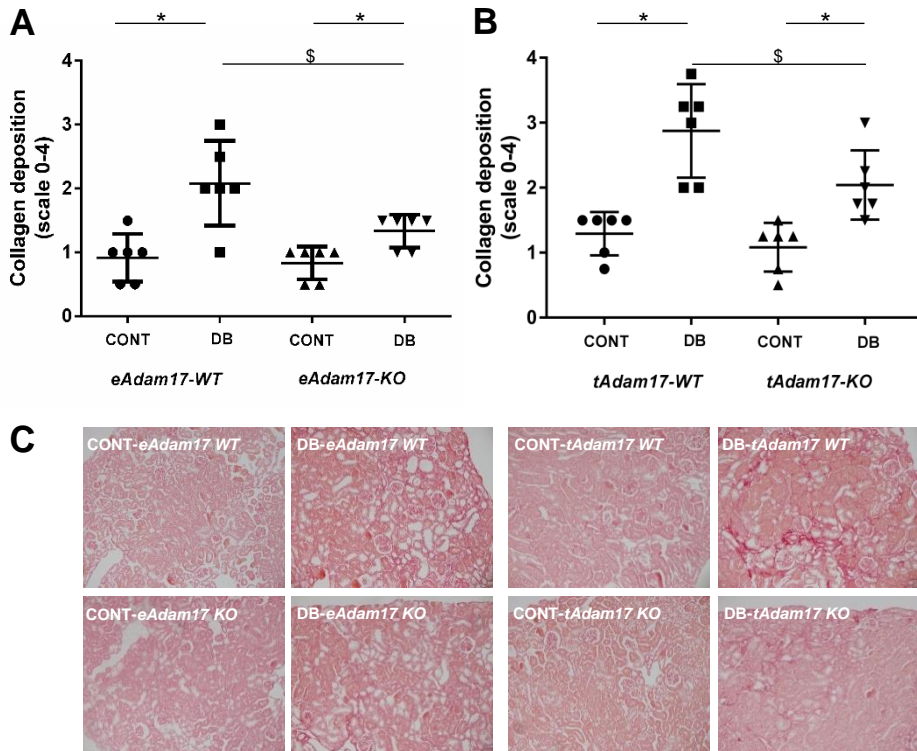 A
* *
$
Collagen deposition
(scale 0-4)
4
3
2
1
0
CONT DB CONT DB
eAdam17-WT eAdam17-KO
B
* *
$
Collagen deposition
(scale 0-4)
4
3
2
1
0
CONT DB CONT DB
tAdam17-WT tAdam17-KO
C
CONT-eAdam17 WT DB-eAdam17 WT CONT-tAdam17 WT DB-tAdam17 WT
CONT-eAdam17 KO DB-eAdam17 KO CONT-tAdam17 KO DB-tAdam17 KO